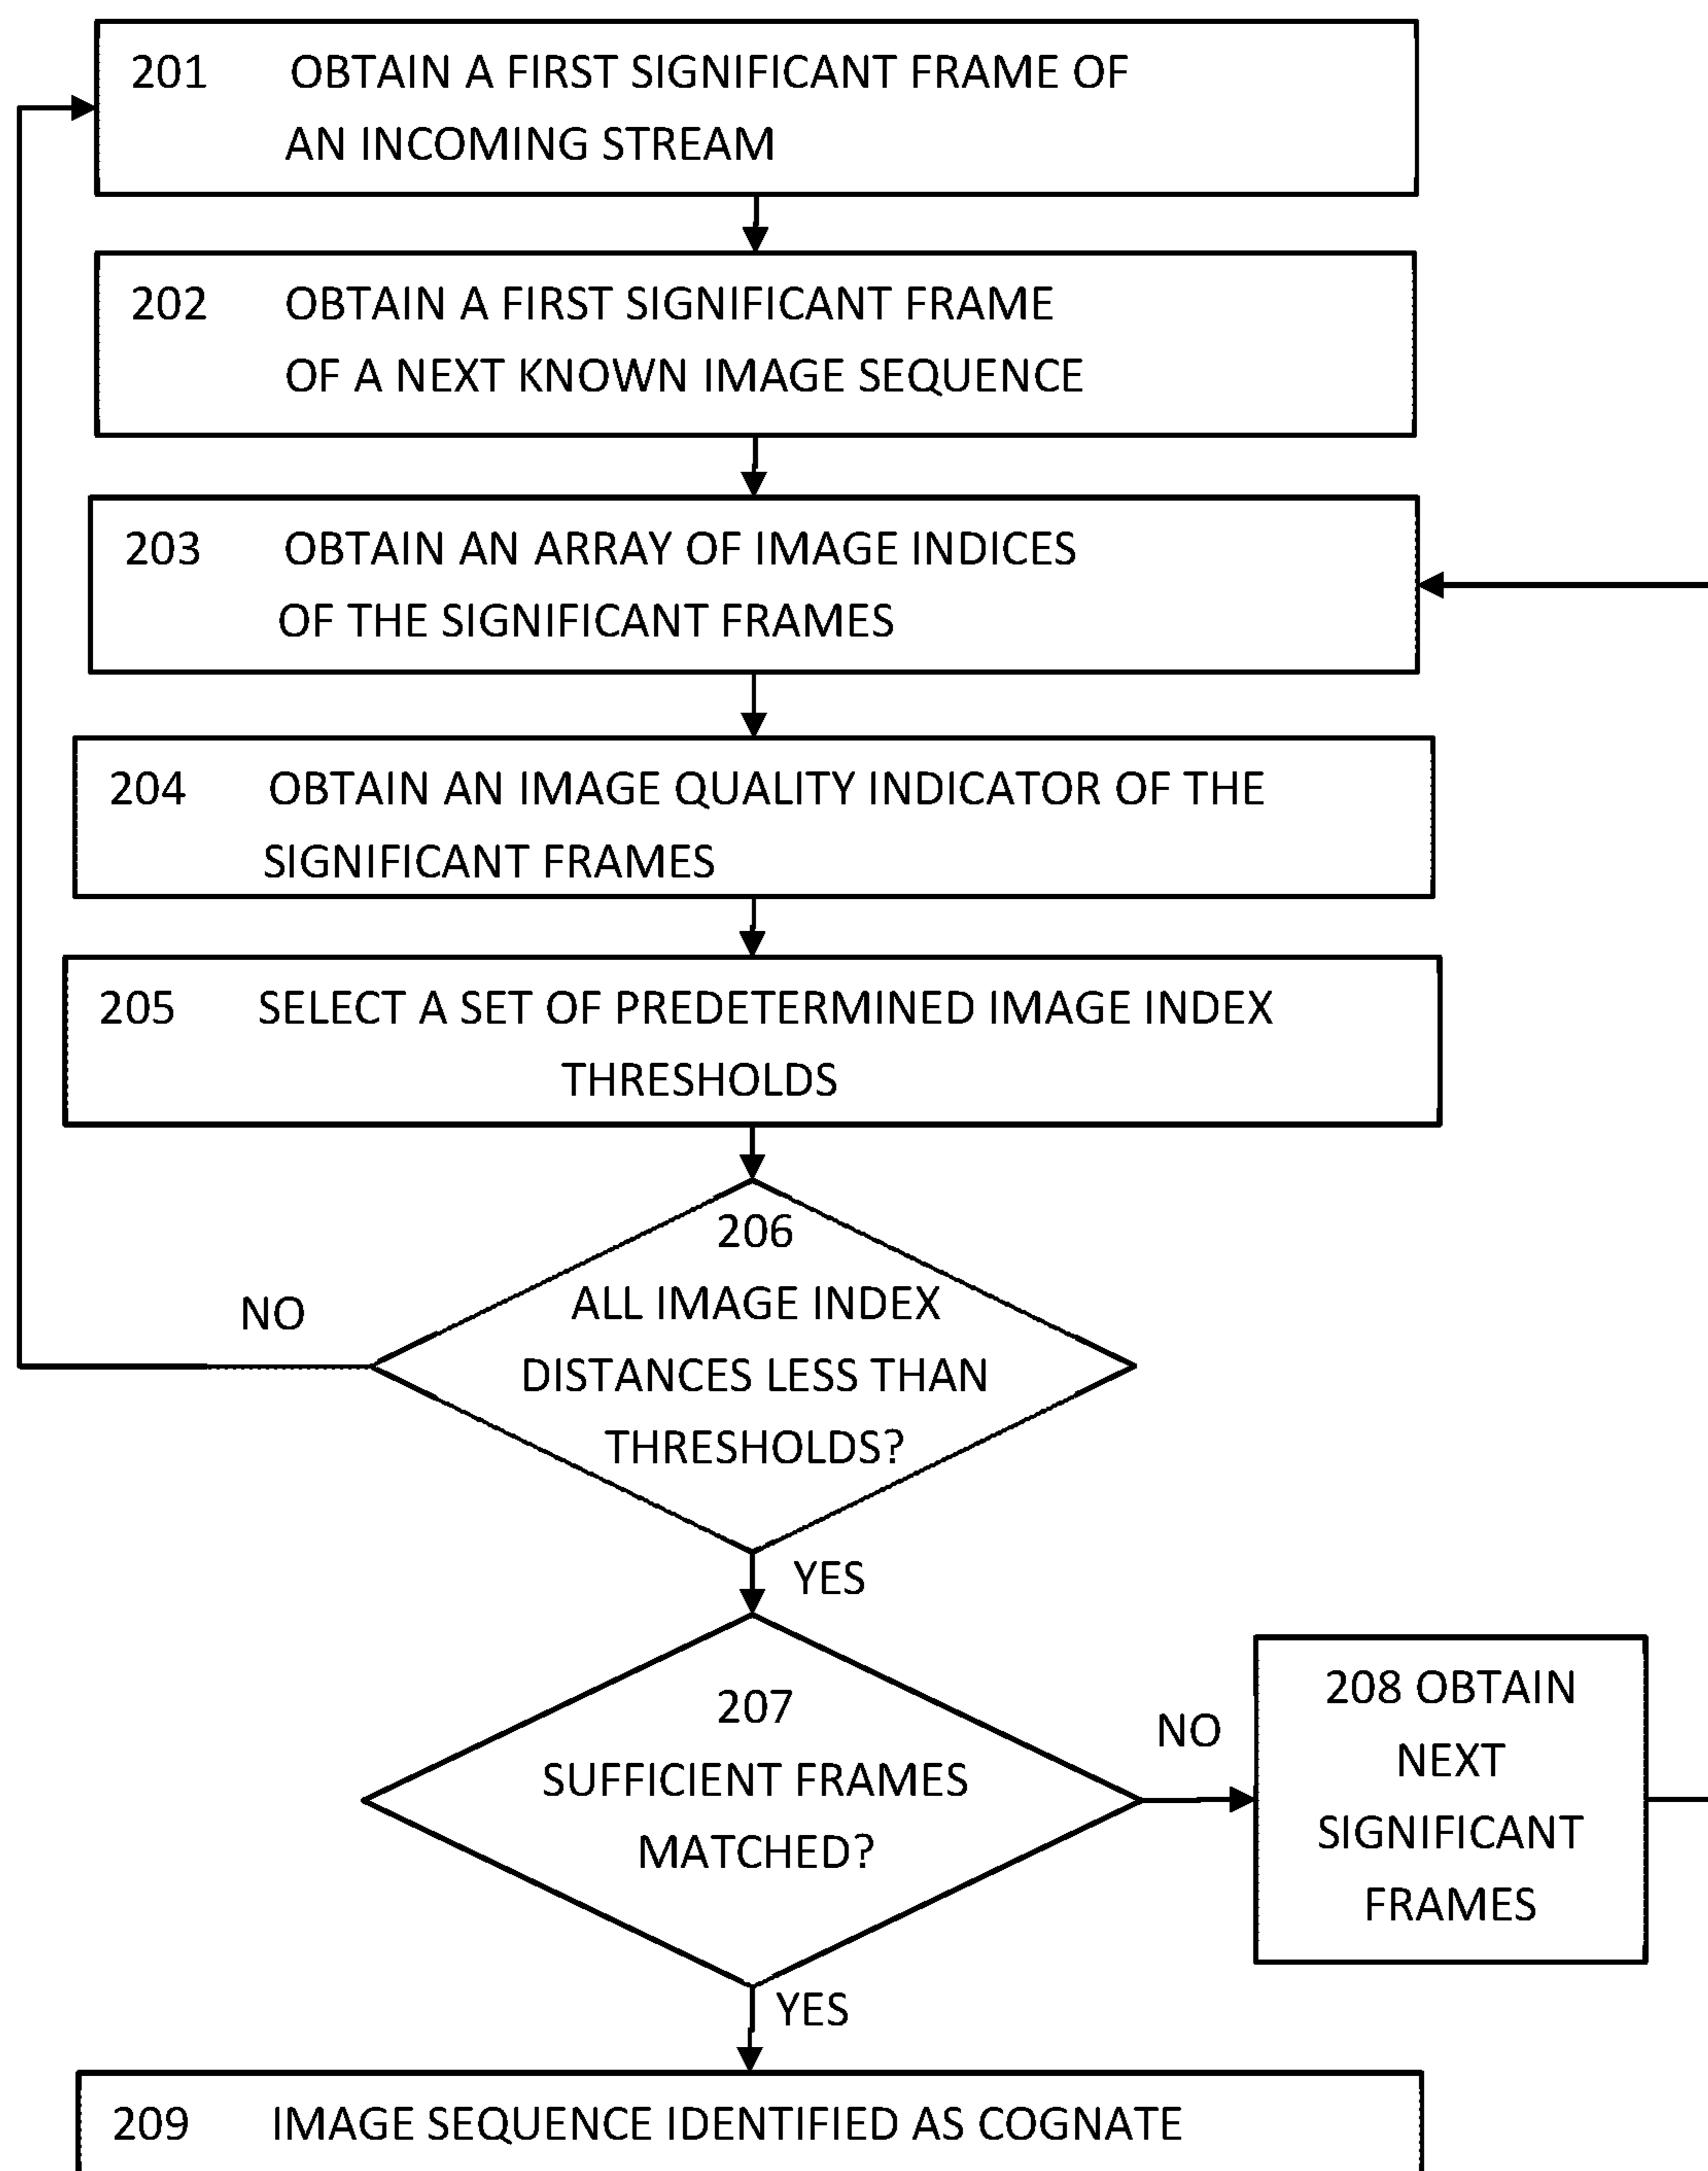 201 OBTAIN A FIRST SIGNIFICANT FRAME OF
AN INCOMING STREAM
202 OBTAIN A FIRST SIGNIFICANT FRAME
OF A NEXT KNOWN IMAGE SEQUENCE
203 OBTAIN AN ARRAY OF IMAGE INDICES
OF THE SIGNIFICANT FRAMES
204 OBTAIN AN IMAGE QUALITY INDICATOR OF THE
SIGNIFICANT FRAMES
205 SELECT A SET OF PREDETERMINED IMAGE INDEX
THRESHOLDS
206
ALL IMAGE INDEX
DISTANCES LESS THAN
THRESHOLDS?
NO
YES
207
SUFFICIENT FRAMES
MATCHED?
NO
208 OBTAIN
NEXT
SIGNIFICANT
FRAMES
YES
209 IMAGE SEQUENCE IDENTIFIED AS COGNATE